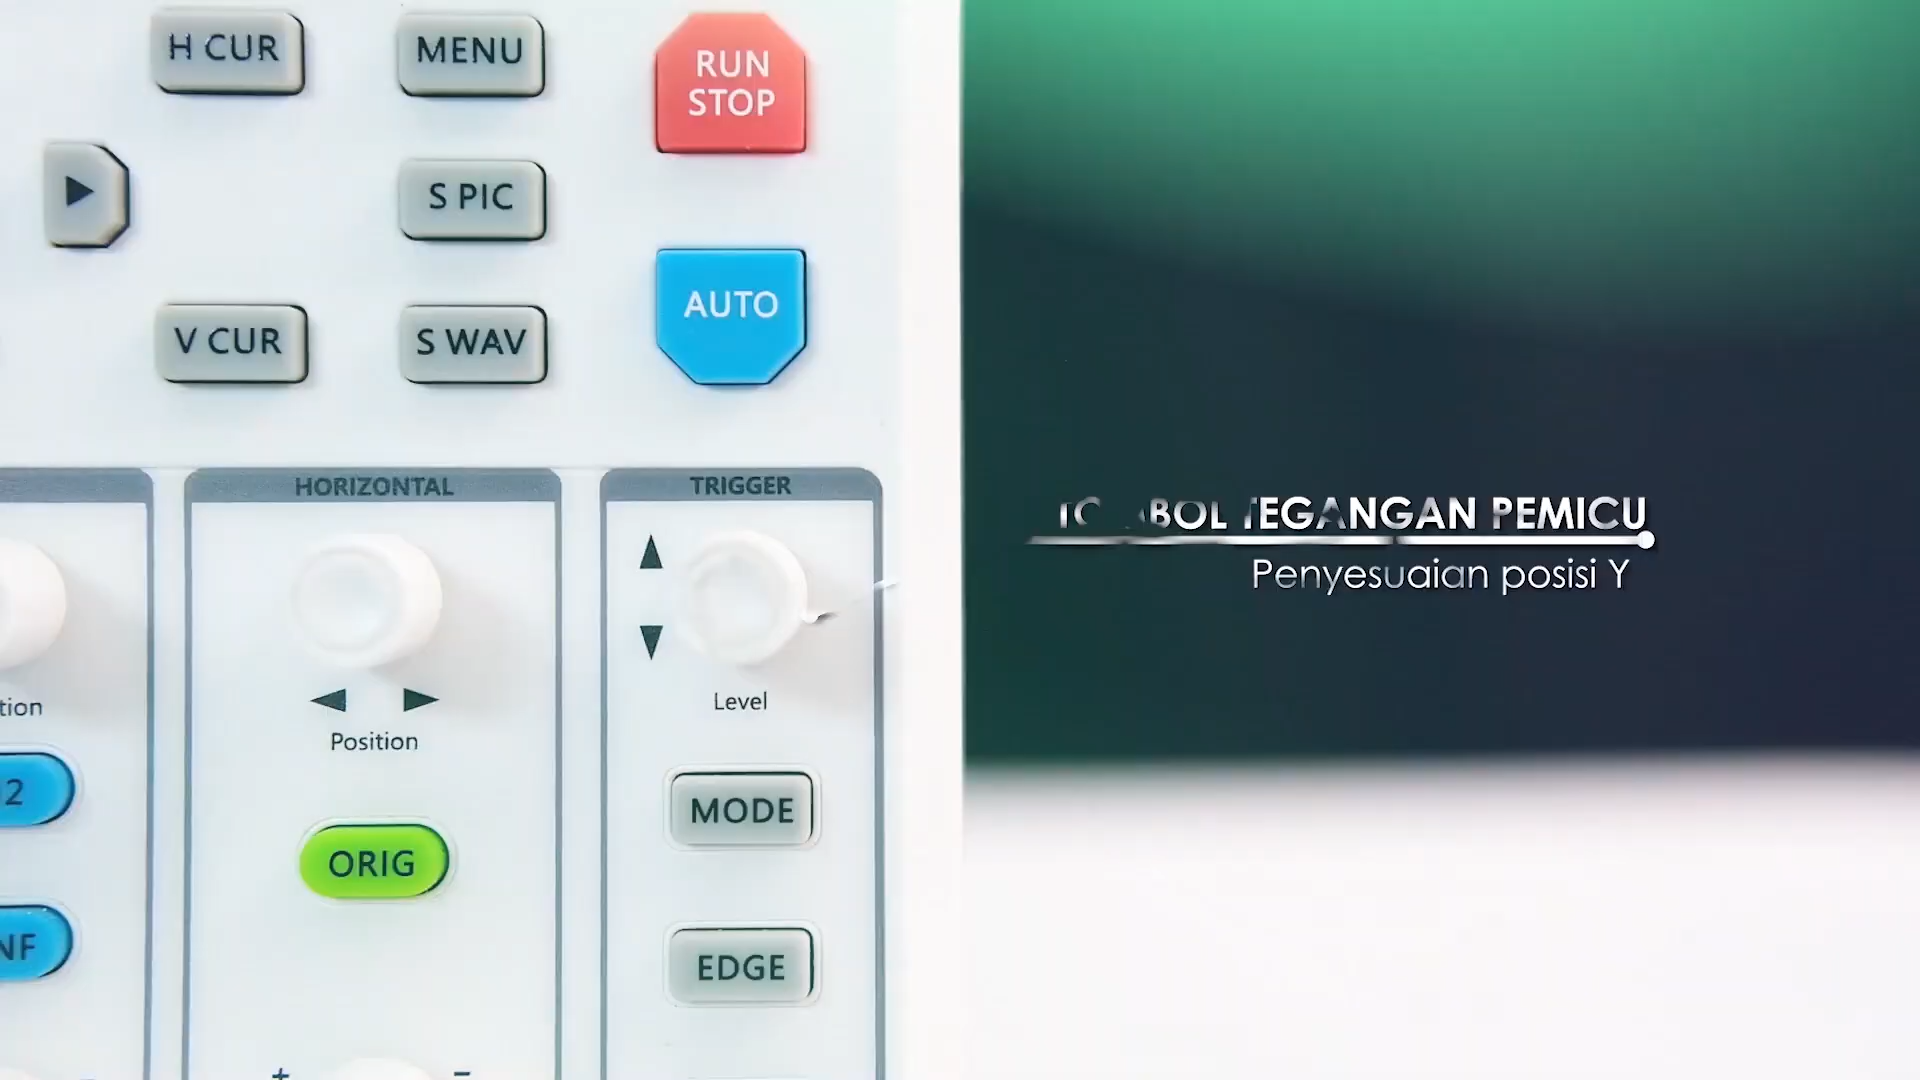 H CUR
MENU
RUN
STOP
S PIC
AUTO
V CUR
S WAV
HORIZONTAL
TRIGGER
TEGANGAN PEMICU
Penyesuaian posisi Y
Level
Position
MODE
ORIG
EDGE
+
-